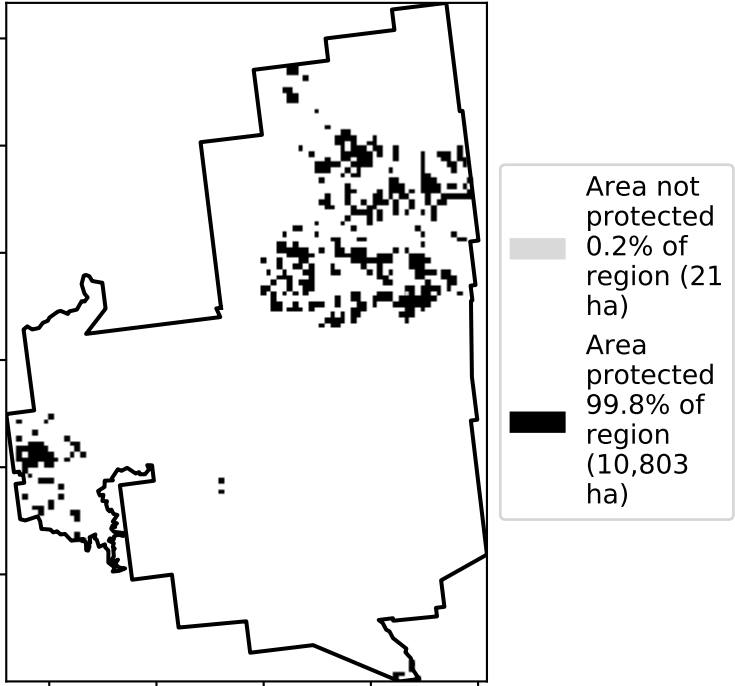 Area not
protected
0.2% of
region (21
ha)
Area
protected
99.8% of
region
(10,803
ha)